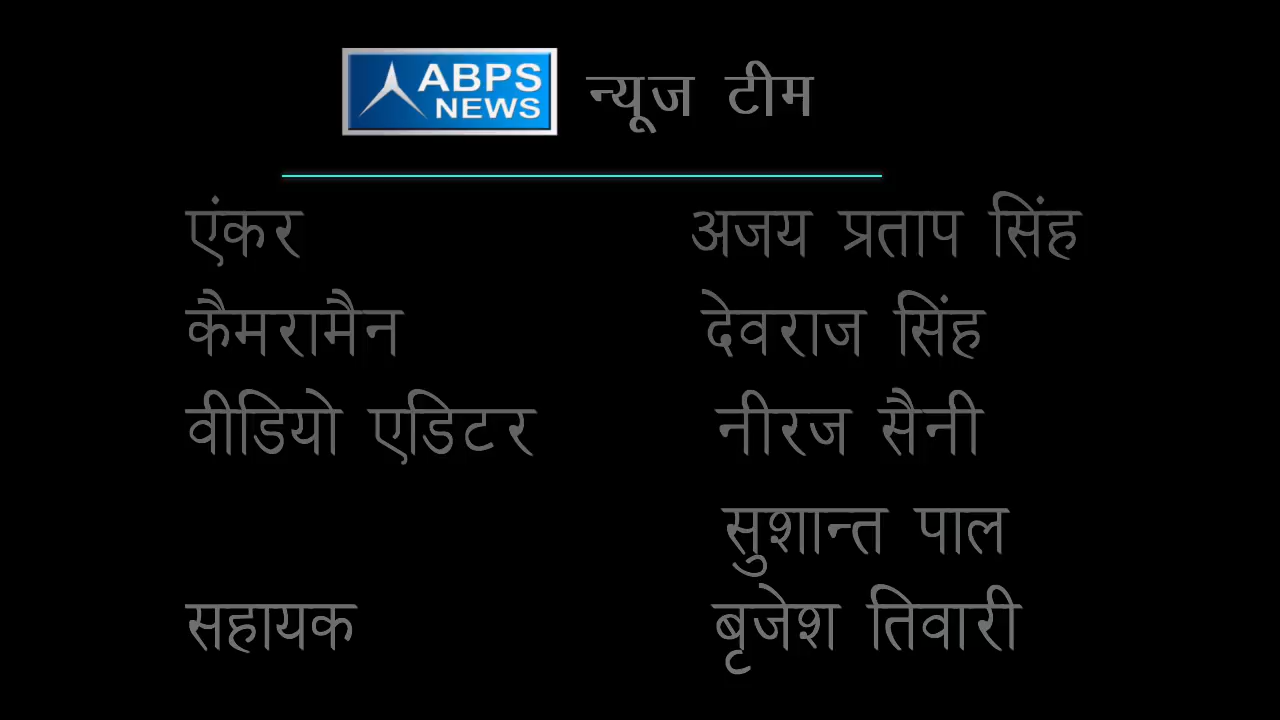 ABPS NEWS न्यूज टीम
एंकर अजय प्रताप सिंह
कैमरामैन देवराज सिंह
वीडियो एडिटर नीरज सैनी
सुशान्त पाल
सहायक बृजेश तिवारी